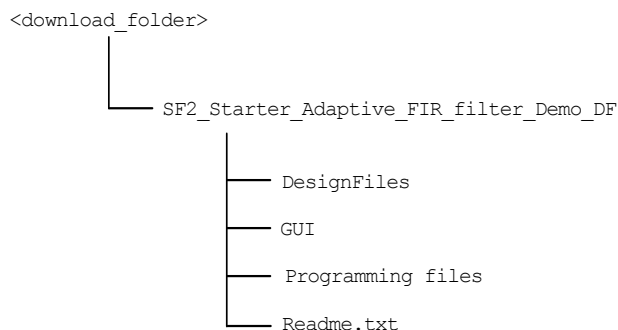 <download_folder>
SF2_Starter_Adaptive_FIR_filter_Demo_DF
DesignFiles
GUI
Programming files
Readme.txt